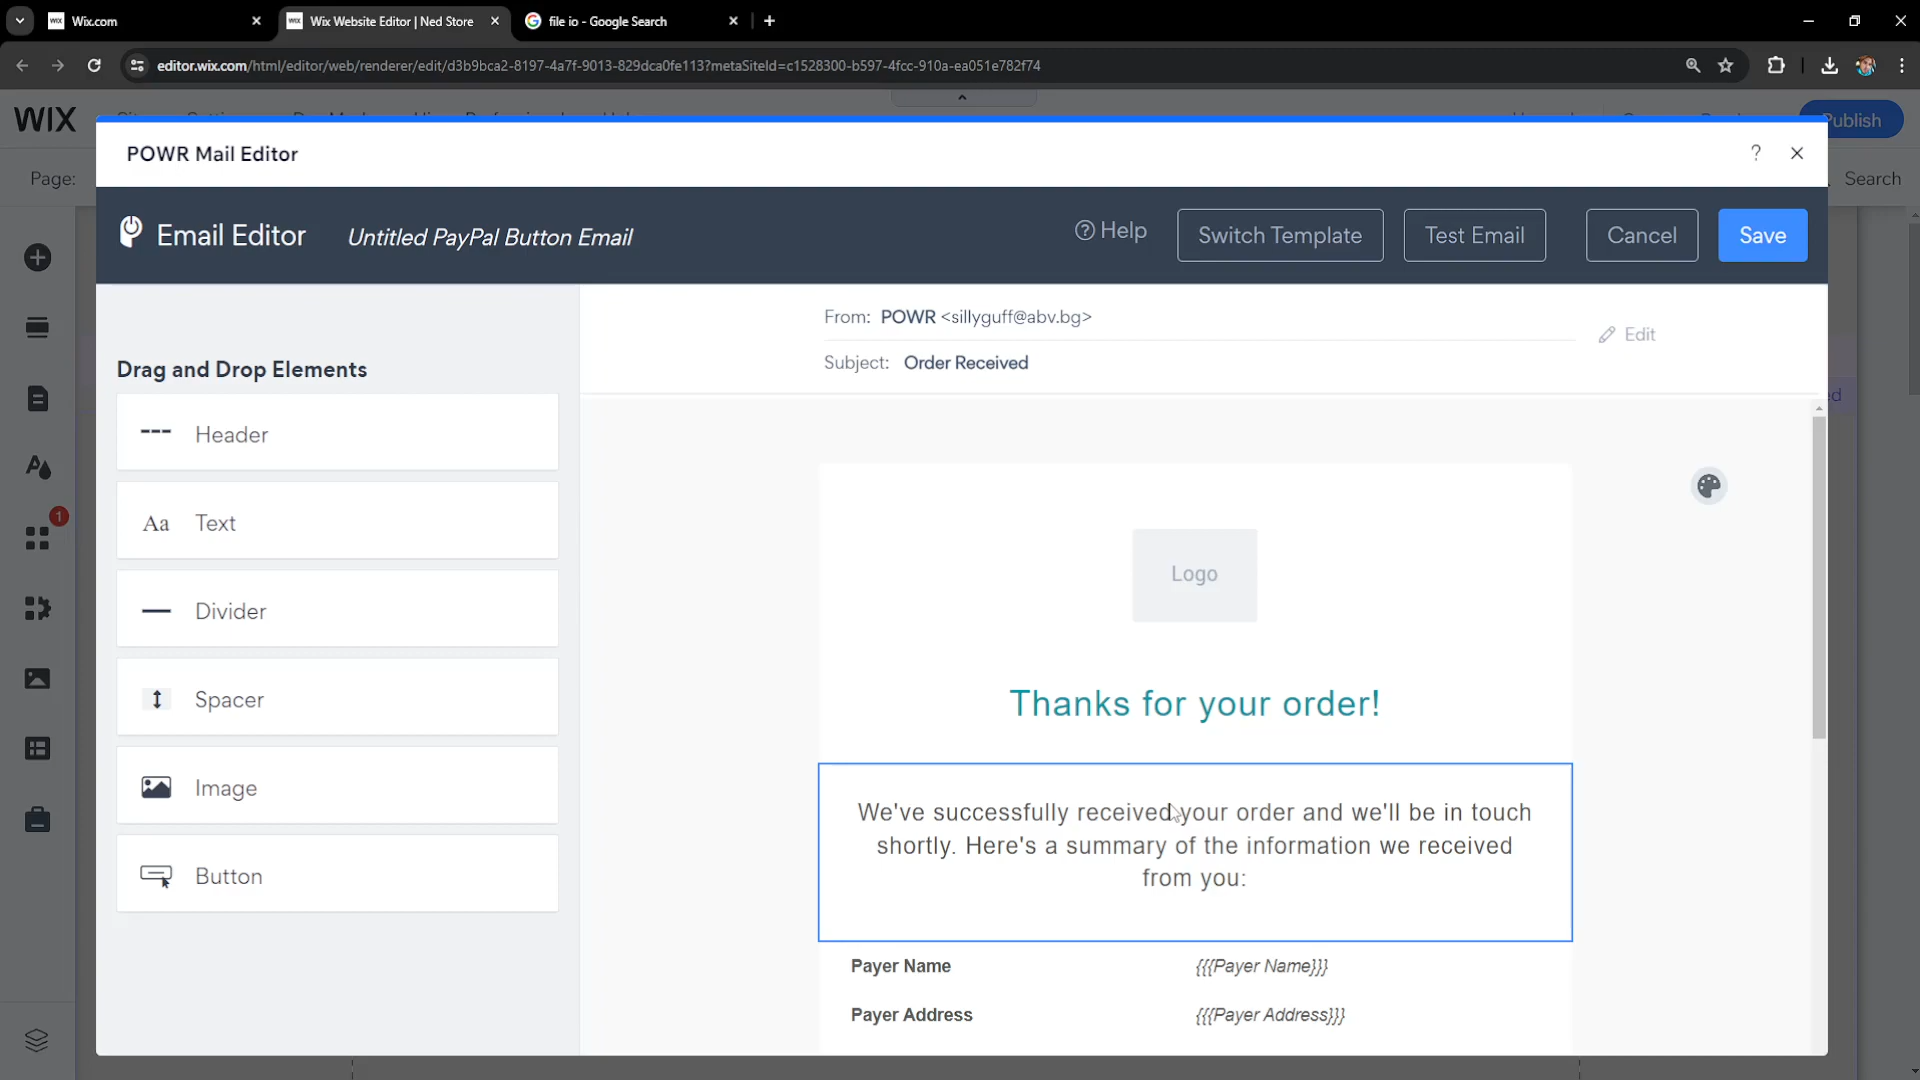 Wix.com
Wix Website Editor | Ned Store
file io - Google Search
editor.wix.com/html/editor/web/renderer/edit/d3b9bca2-8197-4a7f-9013-829dca0fe113?metaSiteId=c1528300-b597-4fcc-910a-ea051e782f74
WIX
Publish
Page:
Search
POWR Mail Editor
?
Email Editor
Untitled PayPal Button Email
Help
Switch Template
Test Email
Cancel
Save
From: POWR <sillyguff@abv.bg>
Edit
Subject: Order Received
Drag and Drop Elements
Header
Aa Text
Divider
Spacer
Image
Button
1
Logo
Thanks for your order!
We've successfully received your order and we'll be in touch
shortly. Here's a summary of the information we received
from you:
Payer Name {{{Payer Name}}}
Payer Address {{{Payer Address}}}